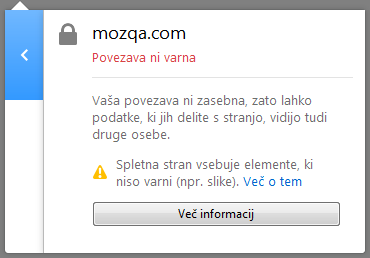 mozqa.com
Povezava ni varna
Vaša povezava ni zasebna, zato lahko
podatke, ki jih delite s stranjo, vidijo tudi
druge osebe.
Spletna stran vsebuje elemente, ki
niso varni (npr. slike). Več o tem
Več informacij